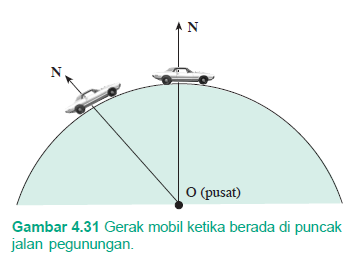 N
N
O (pusat)
Gambar 4.31 Gerak mobil ketika berada di puncak
jalan pegunungan.